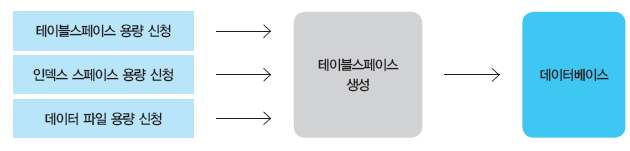 테이블스페이스 용량 신청
인덱스 스페이스 용량 신청
데이터 파일 용량 신청
테이블스페이스
생성
데이터베이스